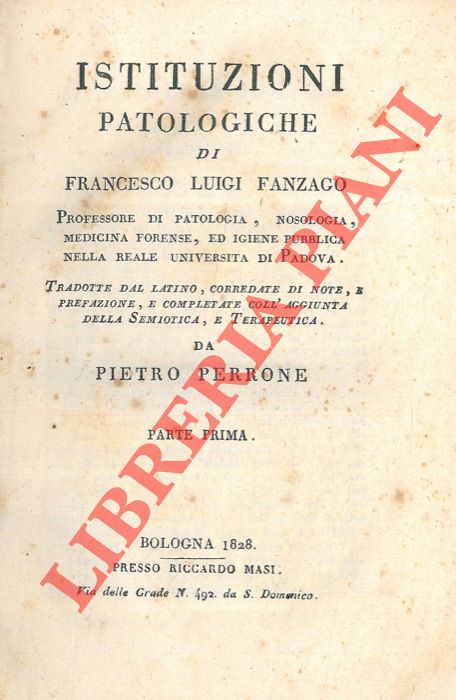 ISTITUZIONI
PATOLOGICHE
DI
FRANCESCO LUIGI FANZAGO
PROFESSORE DI PATOLOGIA, NOSOLOGIA,
MEDICINA FORENSE, ED IGIENE PUBBLICA
NELLA REALE UNIVERSITA DI PADOVA.
TRADOTTE DAL LATINO, CORREDATE DI NOTE, E
PREFAZIONE, E COMPLETATE COLL'AGGIUNTA
DELLA SEMIOTICA, E TERAPEUTICA.
DA
PIETRO PERRONE
PARTE PRIMA.
BOLOGNA 1828.
PRESSO RICCARDO MASI.
Via delle Grade N. 492. da S. Domenico.
LIBRERIA PIANI